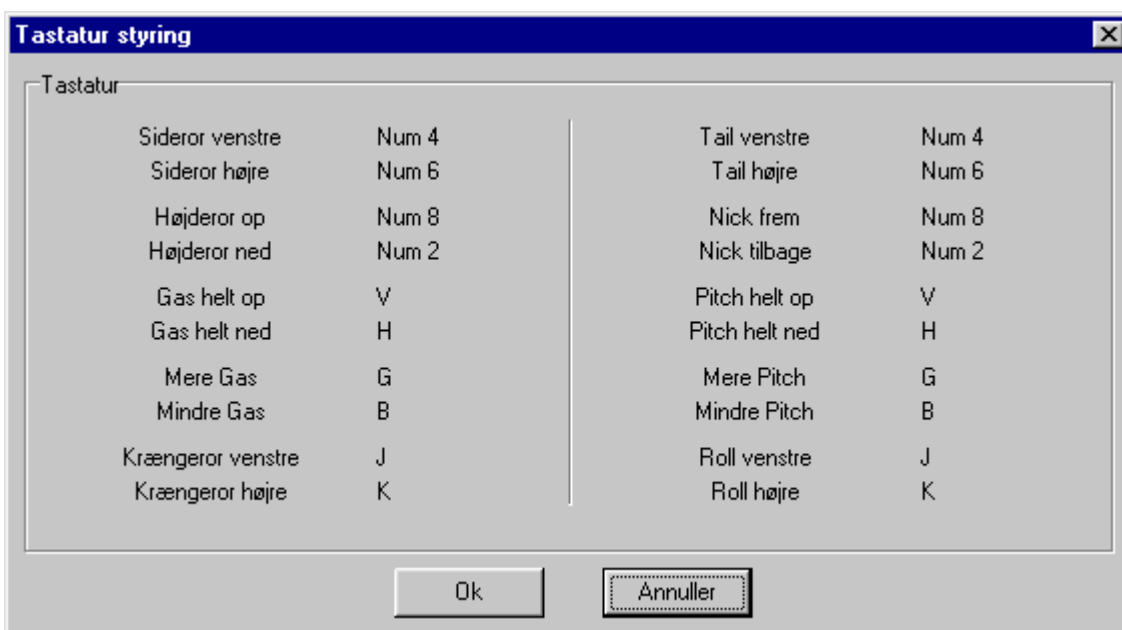 Tastatur styring
Tastatur
Sideror venstre Num 4
Sideror højre Num 6
Højderor op Num 8
Højderor ned Num 2
Gas helt op V
Gas helt ned H
Mere Gas G
Mindre Gas B
Krængeror venstre J
Krængeror højre K
Tail venstre Num 4
Tail højre Num 6
Nick frem Num 8
Nick tilbage Num 2
Pitch helt op V
Pitch helt ned H
Mere Pitch G
Mindre Pitch B
Roll venstre J
Roll højre K
Ok Annuller